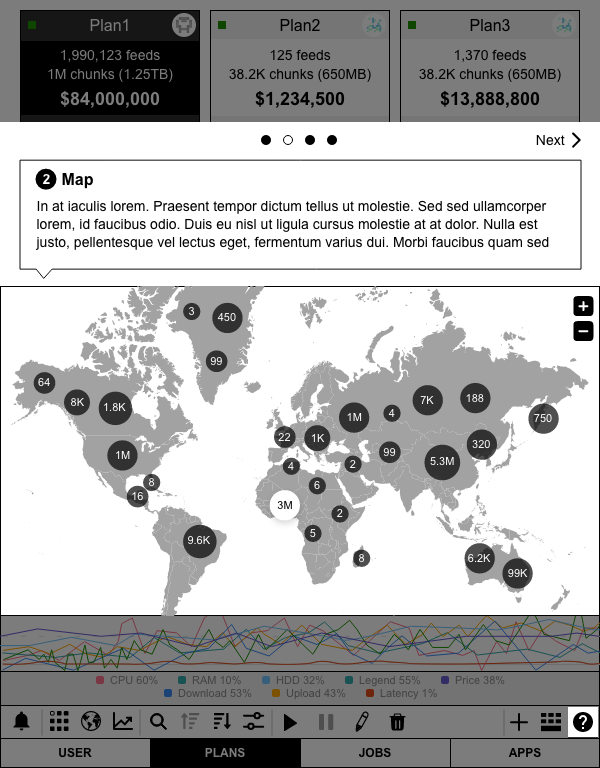 Plan1 Plan2 Plan3
1,990,123 feeds 125 feeds 1,370 feeds
1M chunks (1.25TB) 38.2K chunks (650MB) 38.2K chunks (650MB)
$84,000,000 $1,234,500 $13,888,800
Next
2 Map
In at iaculis lorem. Praesent tempor dictum tellus ut molestie. Sed sed ullamcorper
lorem, id faucibus odio. Duis eu nisl ut ligula cursus molestie at at dolor. Nulla est
justo, pellentesque vel lectus eget, fermentum varius dui. Morbi faucibus quam sed
3
450
99
64
8K
1.8K
7K
188
1M
4
750
22
1K
320
1M
99
5.3M
4
2
8
6
16
3M
2
5
9.6K
8
6.2K
99K
CPU 60% RAM 10% HDD 32% Legend 55% Price 38%
Download 53% Upload 43% Latency 1%
USER PLANS JOBS APPS